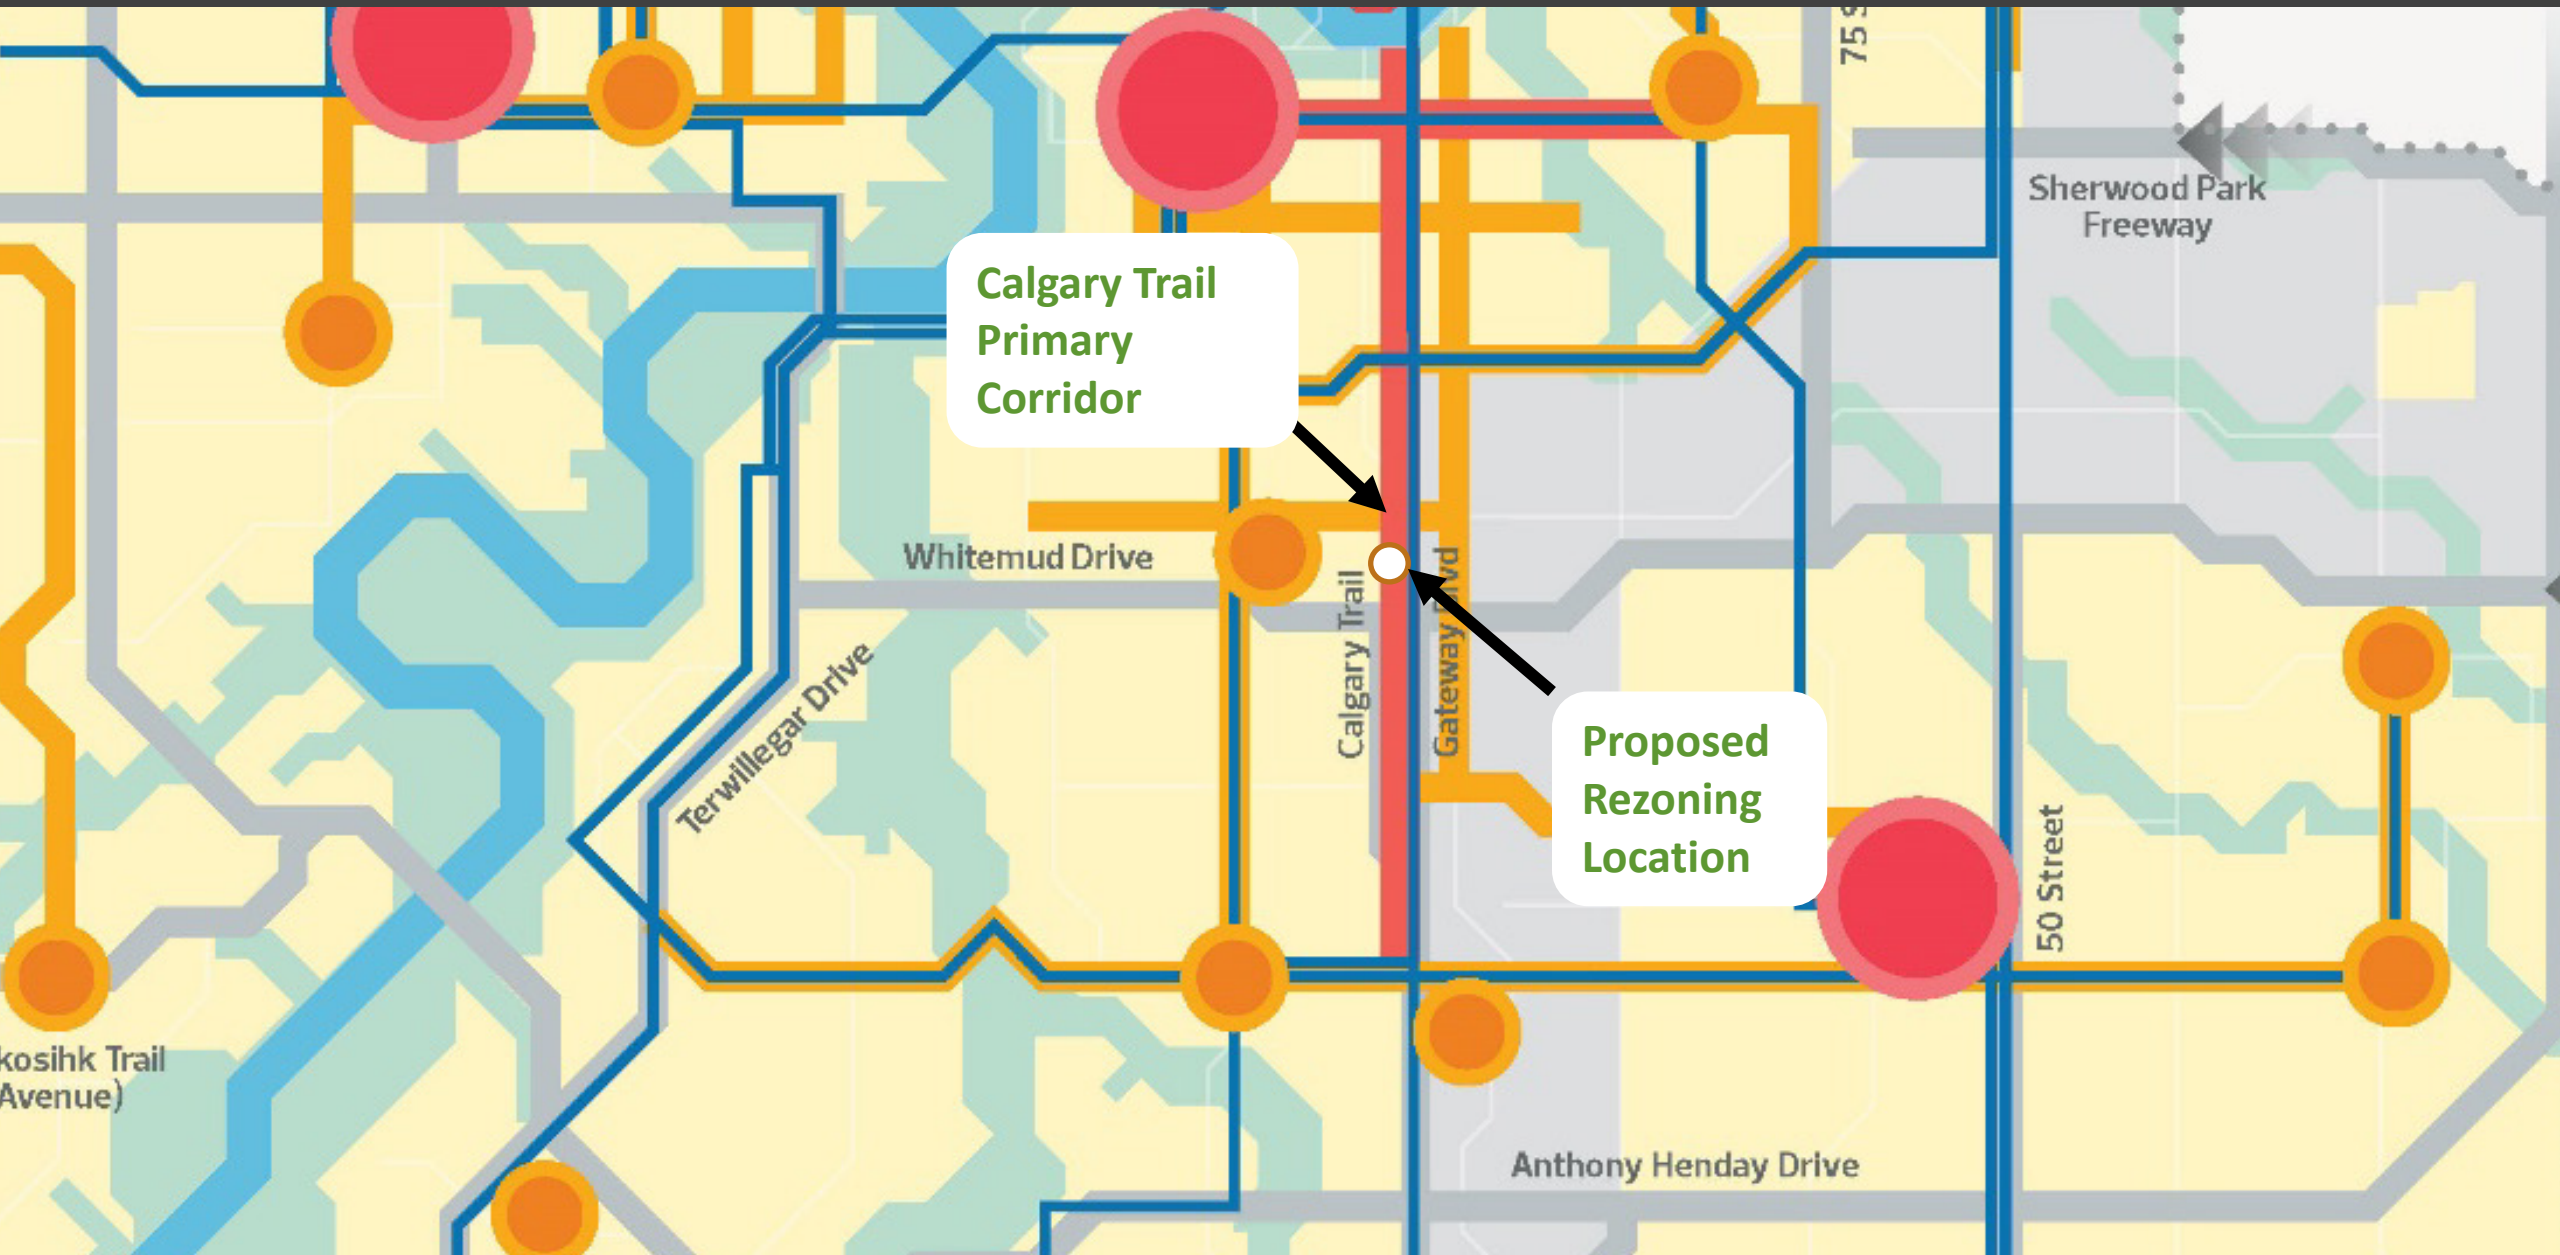 75 S
Sherwood Park
Freeway
Calgary Trail
Primary
Corridor
Whitemud Drive
Calgary Trail
Gateway Blvd
Terwillegar Drive
Proposed
Rezoning
Location
50 Street
kosihk Trail
Avenue)
Anthony Henday Drive